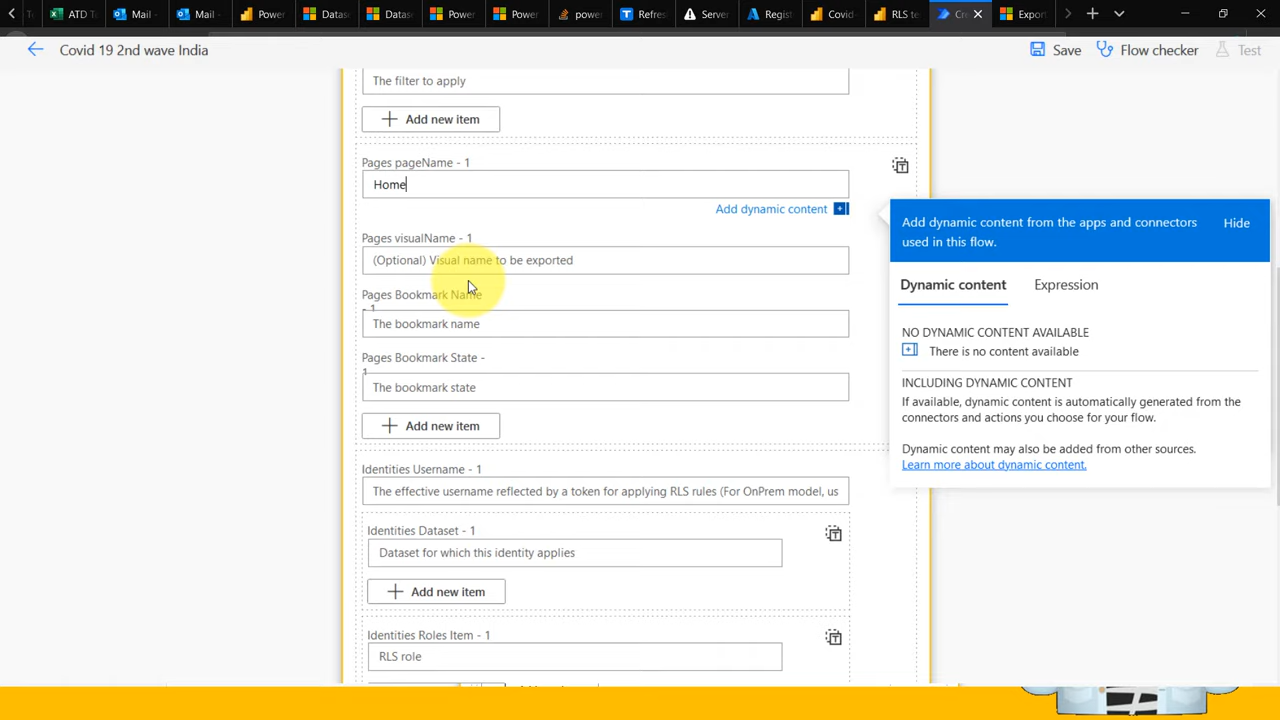 ATD T
Mail -
Mail -
Power
Datase
Datas
Power
Power
power
Refres
Server
Regist
Covid-
RLS te
Cr
Export
Covid 19 2nd wave India
Save
Flow checker
Test
The filter to apply
Add new item
Pages pageName - 1
Home
Add dynamic content
Pages visualName - 1
(Optional) Visual name to be exported
Pages Bookmark Name
- 1
The bookmark name
Pages Bookmark State -
1
The bookmark state
Add new item
Identities Username - 1
The effective username reflected by a token for applying RLS rules (For OnPrem model, us
Identities Dataset - 1
Dataset for which this identity applies
Add new item
Identities Roles Item - 1
RLS role
Add dynamic content from the apps and connectors
used in this flow.
Hide
Dynamic content
Expression
NO DYNAMIC CONTENT AVAILABLE
There is no content available
INCLUDING DYNAMIC CONTENT
If available, dynamic content is automatically generated from the
connectors and actions you choose for your flow.
Dynamic content may also be added from other sources.
Learn more about dynamic content.